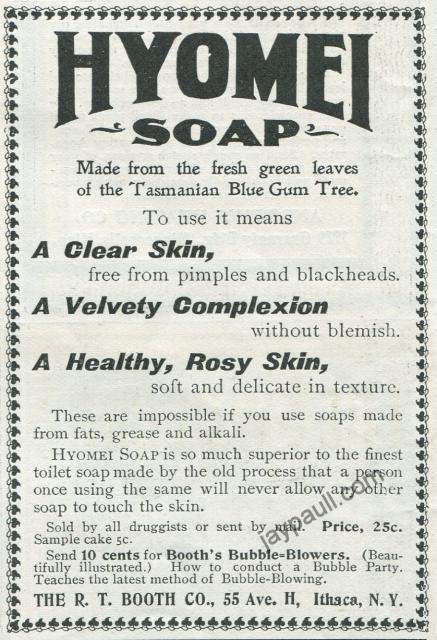 HYOMEI
SOAP
Made from the fresh green leaves
of the Tasmanian Blue Gum Tree.
To use it means
A Clear Skin,
free from pimples and blackheads.
A Velvety Complexion
without blemish.
A Healthy, Rosy Skin,
soft and delicate in texture.
These are impossible if you use soaps made
from fats, grease and alkali.
HYOMEI SOAP is so much superior to the finest
toilet soap made by the old process that a person
once using the same will never allow any other
soap to touch the skin.
Sold by all druggists or sent by mail. Price, 25c.
Sample cake 5c.
Send 10 cents for Booth's Bubble-Blowers. (Beau-
tifully illustrated.) How to conduct a Bubble Party.
Teaches the latest method of Bubble-Blowing.
THE R. T. BOOTH CO., 55 Ave. H, Ithaca, N. Y.
jaypaull.com